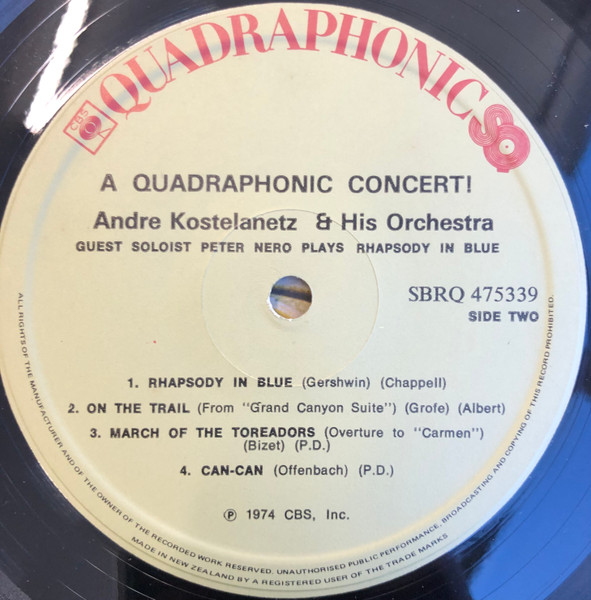 QUADRAPHONIC SQ
CBS
A QUADRAPHONIC CONCERT!
Andre Kostelanetz & His Orchestra
GUEST SOLOIST PETER NERO PLAYS RHAPSODY IN BLUE
SBRQ 475339
SIDE TWO
1. RHAPSODY IN BLUE (Gershwin) (Chappell)
2. ON THE TRAIL (From "Grand Canyon Suite") (Grofe) (Albert)
3. MARCH OF THE TOREADORS (Overture to "Carmen")
(Bizet) (P.D.)
4. CAN-CAN (Offenbach) (P.D.)
℗ 1974 CBS, Inc.
ALL RIGHTS OF THE MANUFACTURER AND OF THE OWNER OF THE RECORDED WORK RESERVED. UNAUTHORISED PUBLIC PERFORMANCE, BROADCASTING AND COPYING OF THIS RECORD PROHIBITED.
MADE IN NEW ZEALAND BY A REGISTERED USER OF THE TRADE MARKS